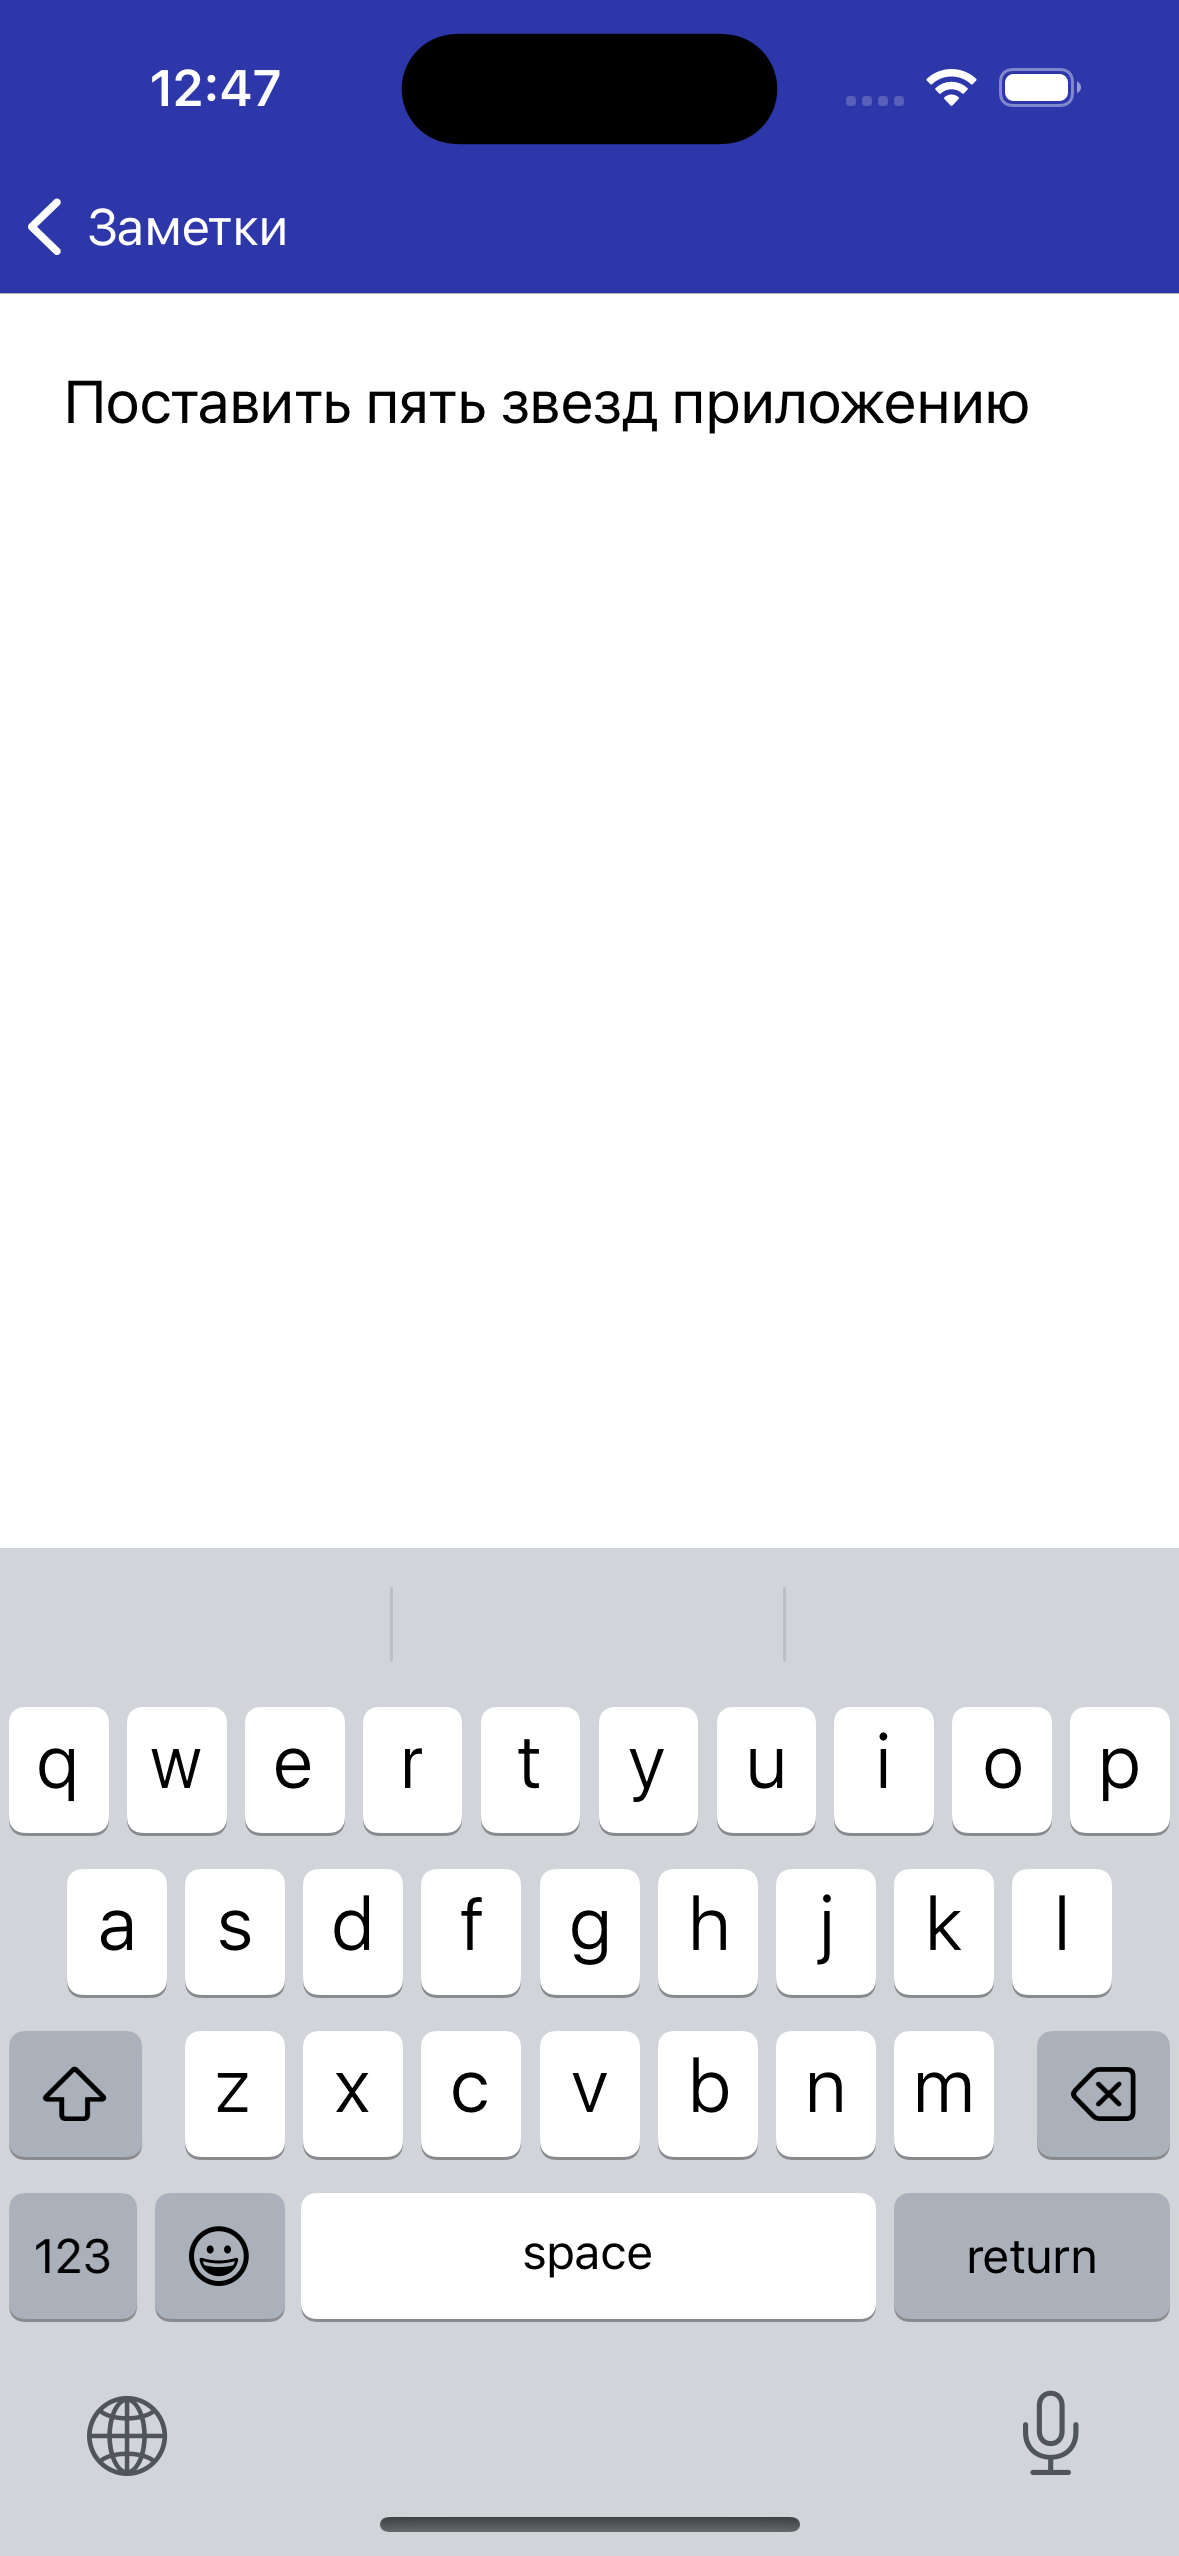 12:47
Заметки
Поставить пять звезд приложению
q w e r t y u i o p
a s d f g h j k l
z x c v b n m
123 space return